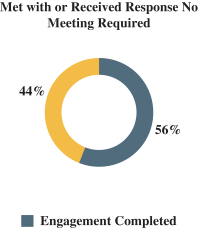 Met with or Received Response No
Meeting Required
44%
56%
Engagement Completed